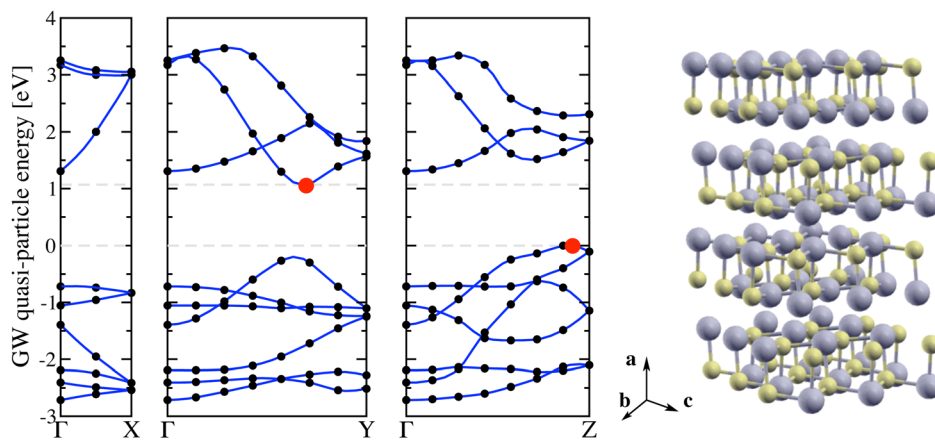 GW quasi-particle energy [eV]
4
3
2
1
0
-1
-2
-3
Γ X Γ Y Γ Z
a
b c